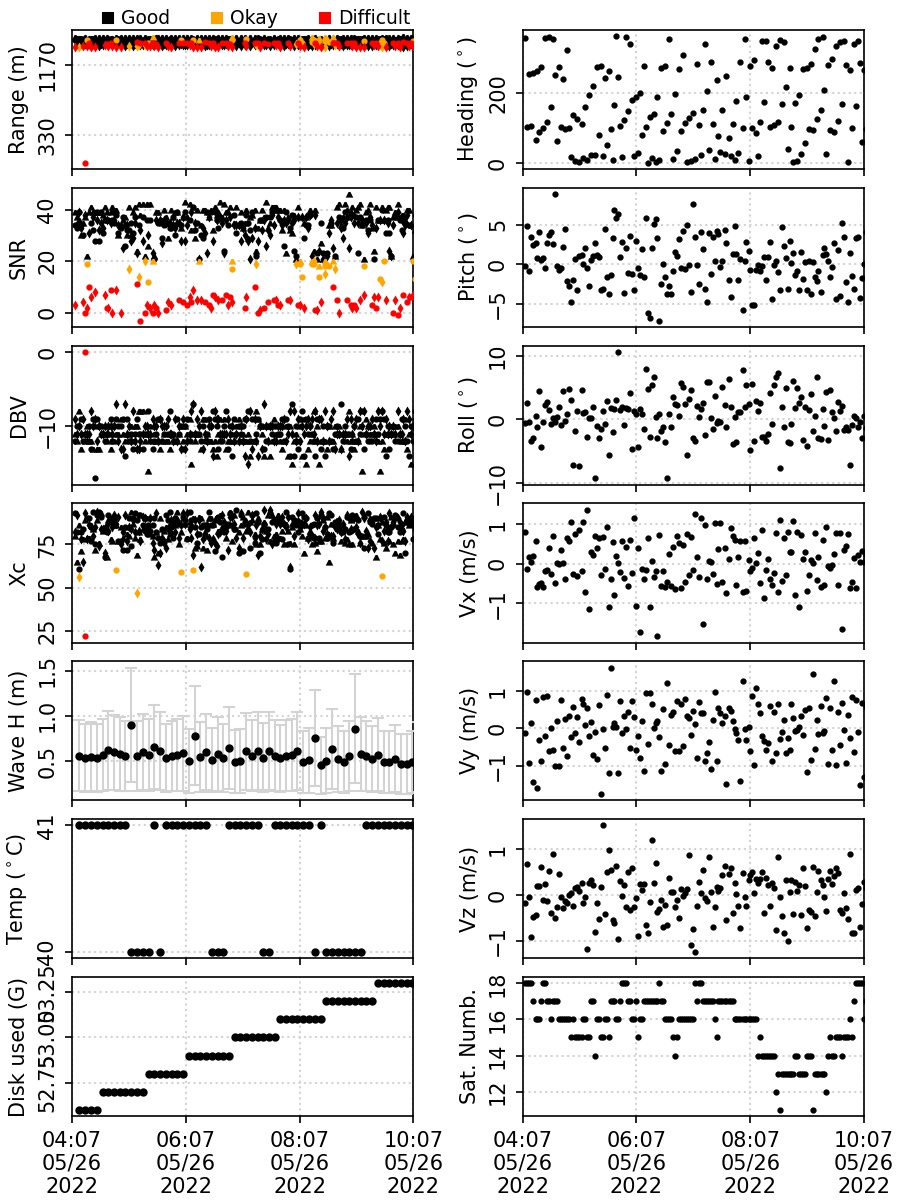 Good Okay Difficult
Range (m)
1170
330
Heading (°)
200
0
SNR
40
20
0
Pitch (°)
5
0
−5
DBV
0
−10
Roll (°)
10
0
−10
Xc
75
50
25
Vx (m/s)
1
0
−1
Wave H (m)
1.5
1.0
0.5
Vy (m/s)
1
0
−1
Temp (°C)
41
40
Vz (m/s)
1
0
−1
Disk used (G)
53.25
53.00
52.75
Sat. Numb.
18
16
14
12
04:07 06:07 08:07 10:07
05/26 05/26 05/26 05/26
2022 2022 2022 2022
04:07 06:07 08:07 10:07
05/26 05/26 05/26 05/26
2022 2022 2022 2022